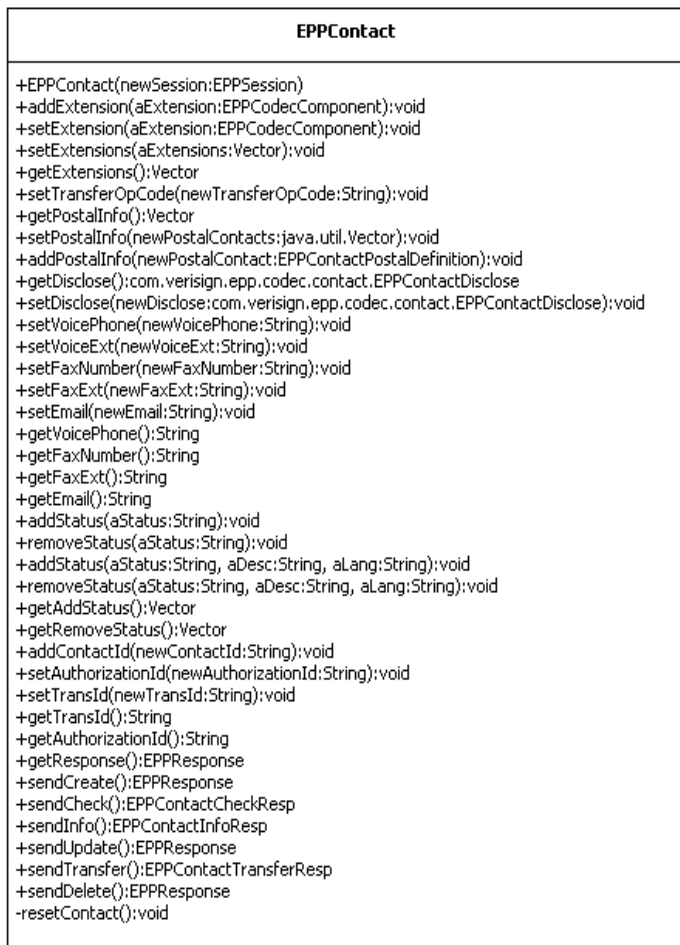 EPPContact
+EPPContact(newSession:EPPSession)
+addExtension(aExtension:EPPCodecComponent):void
+setExtension(aExtension:EPPCodecComponent):void
+setExtensions(aExtensions:Vector):void
+getExtensions():Vector
+setTransferOpCode(newTransferOpCode:String):void
+getPostalInfo():Vector
+setPostalInfo(newPostalContacts:java.util.Vector):void
+addPostalInfo(newPostalContact:EPPContactPostalDefinition):void
+getDisclose():com.verisign.epp.codec.contact.EPPContactDisclose
+setDisclose(newDisclose:com.verisign.epp.codec.contact.EPPContactDisclose):void
+setVoicePhone(newVoicePhone:String):void
+setVoiceExt(newVoiceExt:String):void
+setFaxNumber(newFaxNumber:String):void
+setFaxExt(newFaxExt:String):void
+setEmail(newEmail:String):void
+getVoicePhone():String
+getFaxNumber():String
+getFaxExt():String
+getEmail():String
+addStatus(aStatus:String):void
+removeStatus(aStatus:String):void
+addStatus(aStatus:String, aDesc:String, aLang:String):void
+removeStatus(aStatus:String, aDesc:String, aLang:String):void
+getAddStatus():Vector
+getRemoveStatus():Vector
+addContactId(newContactId:String):void
+setAuthorizationId(newAuthorizationId:String):void
+setTransId(newTransId:String):void
+getTransId():String
+getAuthorizationId():String
+getResponse():EPPResponse
+sendCreate():EPPResponse
+sendCheck():EPPContactCheckResp
+sendInfo():EPPContactInfoResp
+sendUpdate():EPPResponse
+sendTransfer():EPPContactTransferResp
+sendDelete():EPPResponse
-resetContact():void